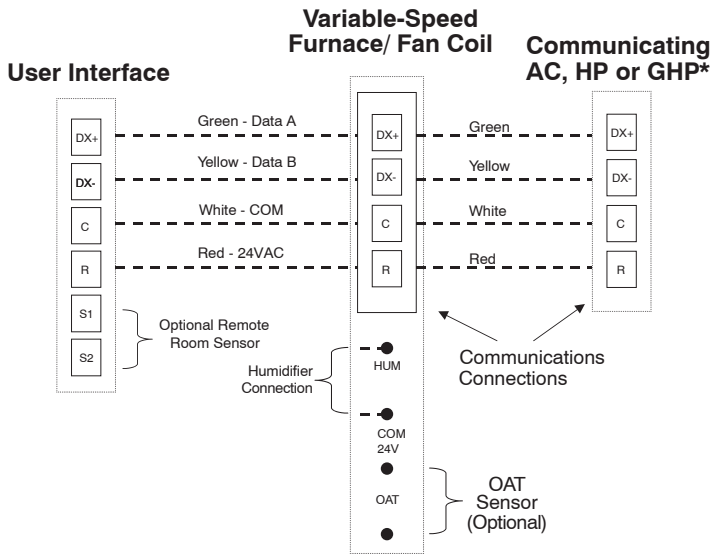 Variable-Speed
Furnace/ Fan Coil
Communicating
AC, HP or GHP*
User Interface
DX+
Green - Data A
DX+
Green
DX+
DX-
Yellow - Data B
DX-
Yellow
DX-
C
White - COM
C
White
C
R
Red - 24VAC
R
Red
R
S1
S2
Optional Remote
Room Sensor
Humidifier
Connection
HUM
COM
24V
OAT
Communications
Connections
OAT
Sensor
(Optional)